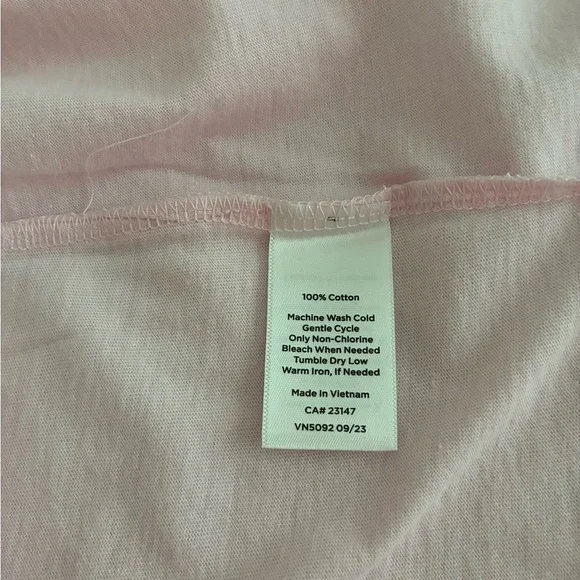 100% Cotton
Machine Wash Cold
Gentle Cycle
Only Non-Chlorine
Bleach When Needed
Tumble Dry Low
Warm Iron, If Needed
Made in Vietnam
CA# 23147
VN5092 09/23